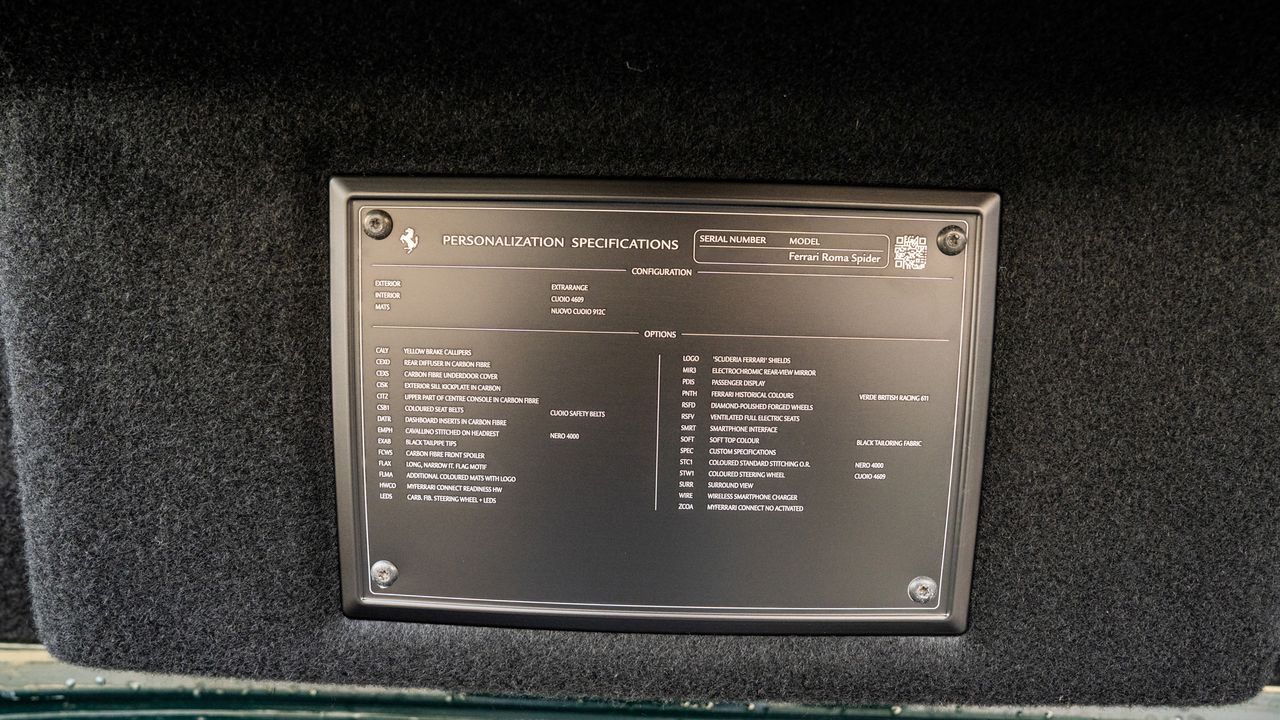 PERSONALIZATION SPECIFICATIONS
SERIAL NUMBER MODEL
Ferrari Roma Spider
CONFIGURATION
EXTERIOR EXTRARANGE
INTERIOR CUOIO 4609
MATS NUOVO CUOIO 912C
OPTIONS
CALY YELLOW BRAKE CALLIPERS
CEXD REAR DIFFUSER IN CARBON FIBRE
CEXS CARBON FIBRE UNDERDOOR COVER
CISK EXTERIOR SILL KICKPLATE IN CARBON
CIT2 UPPER PART OF CENTRE CONSOLE IN CARBON FIBRE
CSB1 COLOURED SEAT BELTS CUOIO SAFETY BELTS
DATR DASHBOARD INSERTS IN CARBON FIBRE
EMPH CAVALLINO STITCHED ON HEADREST NERO 4000
EXAB BLACK TAILPIPE TIPS
FCWS CARBON FIBRE FRONT SPOILER
FLAX LONG, NARROW IT. FLAG MOTIF
FLMA ADDITIONAL COLOURED MATS WITH LOGO
HWCO MYFERRARI CONNECT READINESS HW
LEDS CARB. FIB. STEERING WHEEL + LEDS
LOGO 'SCUDERIA FERRARI' SHIELDS
MIR3 ELECTROCHROMIC REAR-VIEW MIRROR
PDIS PASSENGER DISPLAY
PNTH FERRARI HISTORICAL COLOURS VERDE BRITISH RACING 611
RSFD DIAMOND-POLISHED FORGED WHEELS
RSFV VENTILATED FULL ELECTRIC SEATS
SMRT SMARTPHONE INTERFACE
SOFT SOFT TOP COLOUR BLACK TAILORING FABRIC
SPEC CUSTOM SPECIFICATIONS
STC1 COLOURED STANDARD STITCHING O.R. NERO 4000
STW1 COLOURED STEERING WHEEL CUOIO 4609
SURR SURROUND VIEW
WIRE WIRELESS SMARTPHONE CHARGER
ZCOA MYFERRARI CONNECT NO ACTIVATED